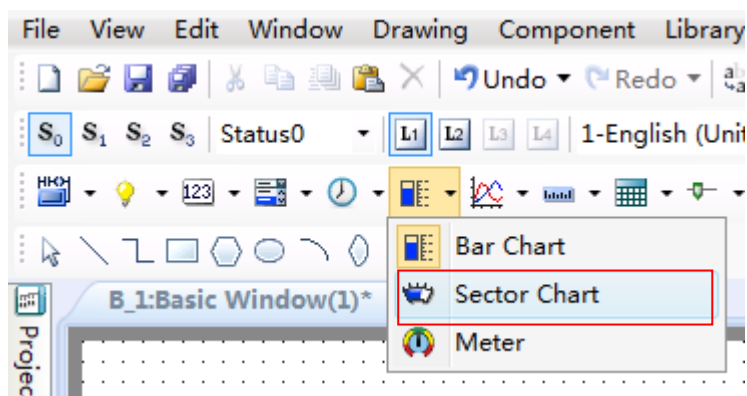 File View Edit Window Drawing Component Library
Undo Redo
S0 S1 S2 S3 Status0 L1 L2 L3 L4 1-English (Unit
123
Bar Chart
B_1:Basic Window(1)* Sector Chart
Meter
Projec